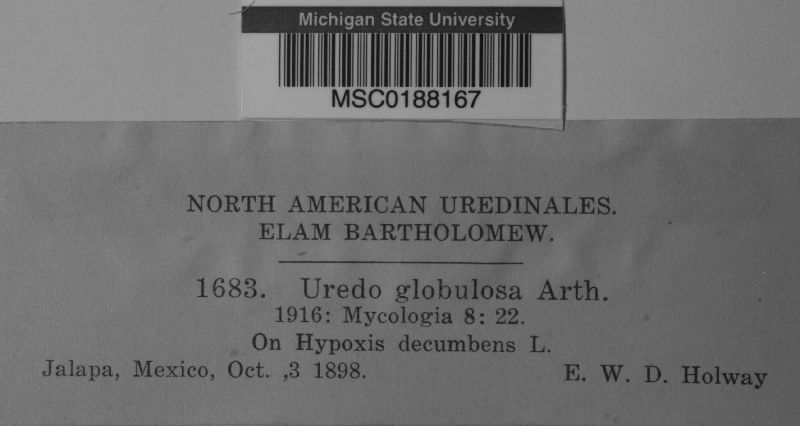 Michigan State University
MSC0188167
NORTH AMERICAN UREDINALES.
ELAM BARTHOLOMEW.
1683. Uredo globulosa Arth.
1916: Mycologia 8: 22.
On Hypoxis decumbens L.
Jalapa, Mexico, Oct. ,3 1898. E. W. D. Holway